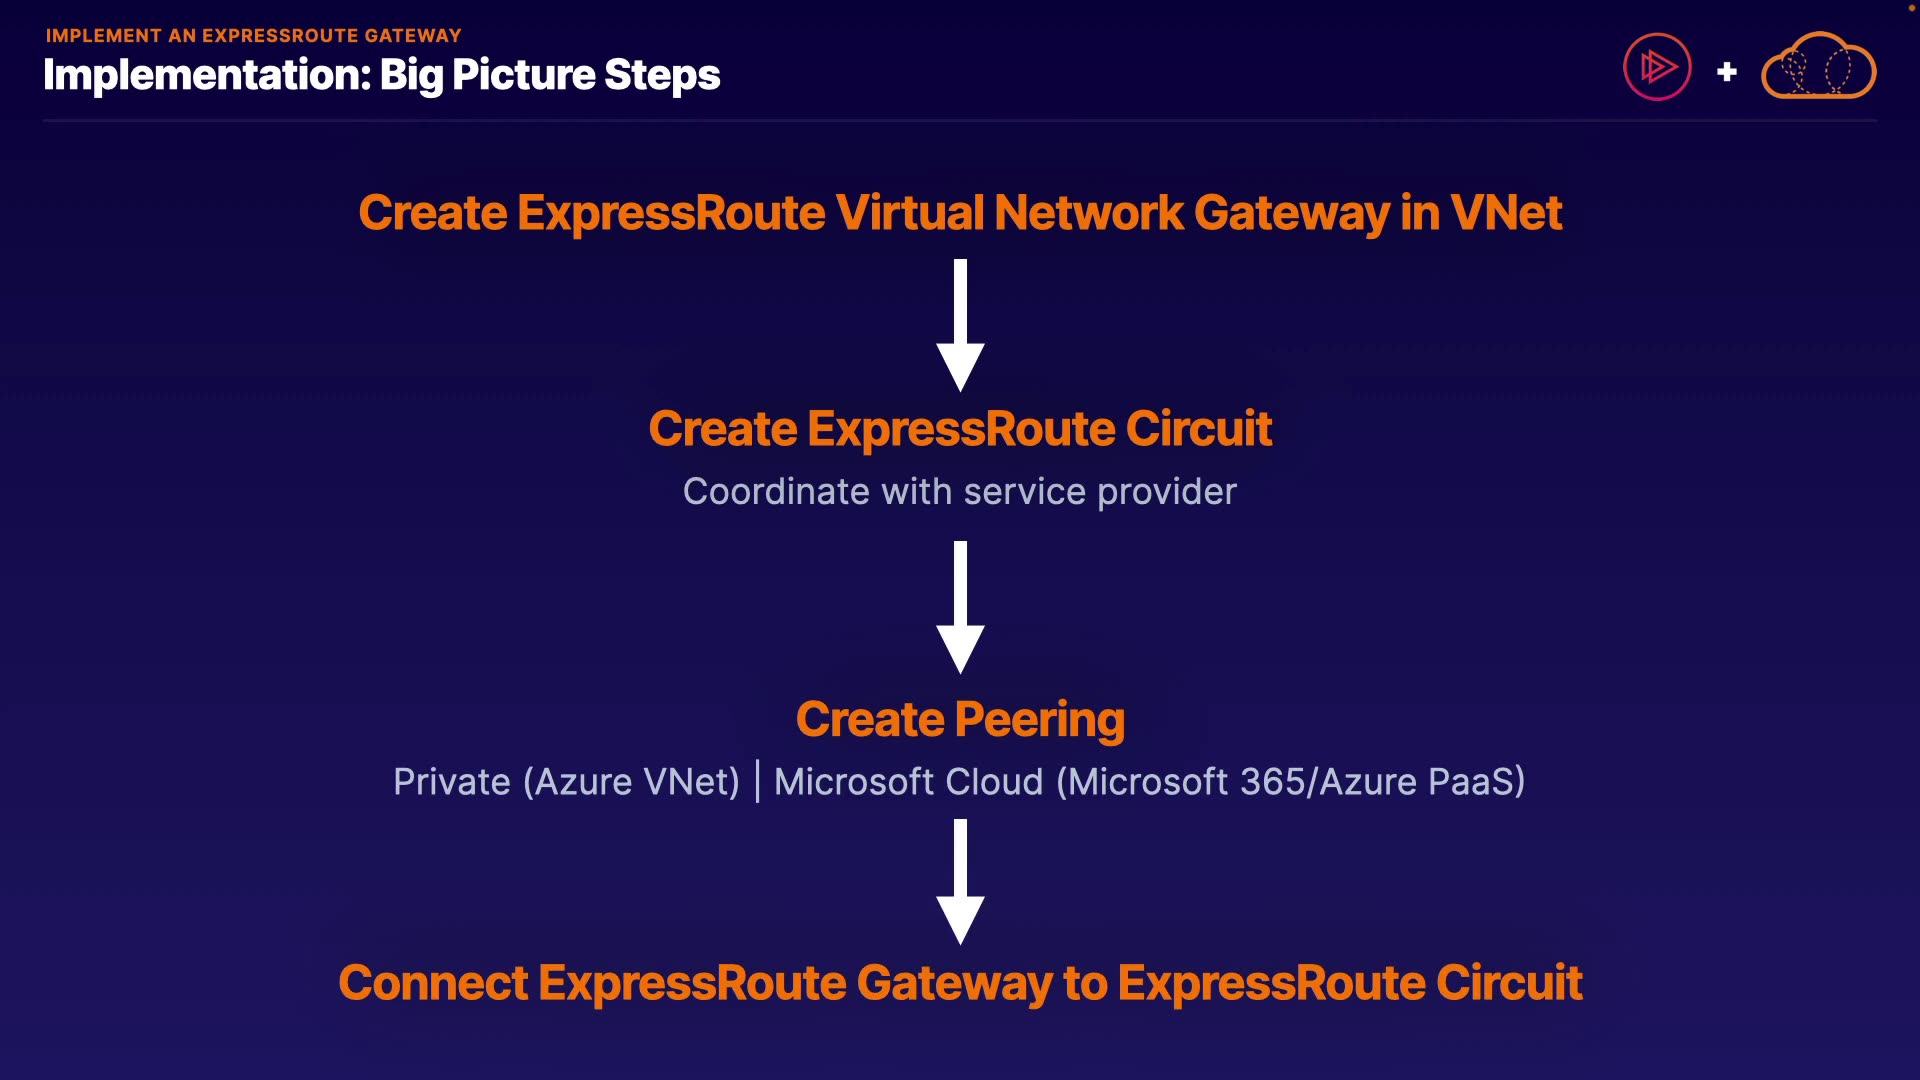 IMPLEMENT AN EXPRESSROUTE GATEWAY
Implementation: Big Picture Steps
+
Create ExpressRoute Virtual Network Gateway in VNet
Create ExpressRoute Circuit
Coordinate with service provider
Create Peering
Private (Azure VNet) | Microsoft Cloud (Microsoft 365/Azure PaaS)
Connect ExpressRoute Gateway to ExpressRoute Circuit